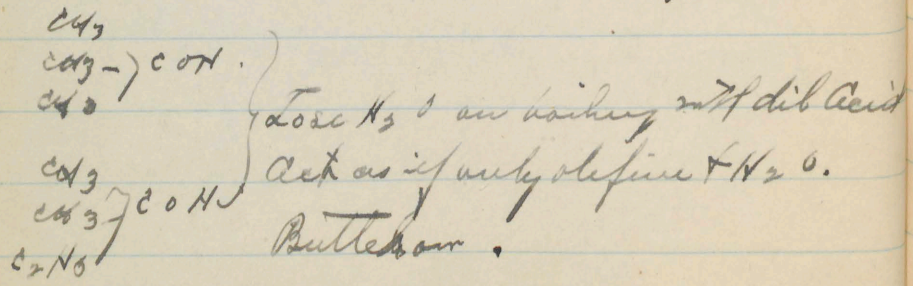 CH3
CH3 -} COH.
CH3
Lose H2O on boiling with dil Acid
CH3
Act as if only olefine + H2O.
CH3 -} COH
C2H5
Buttlerow.